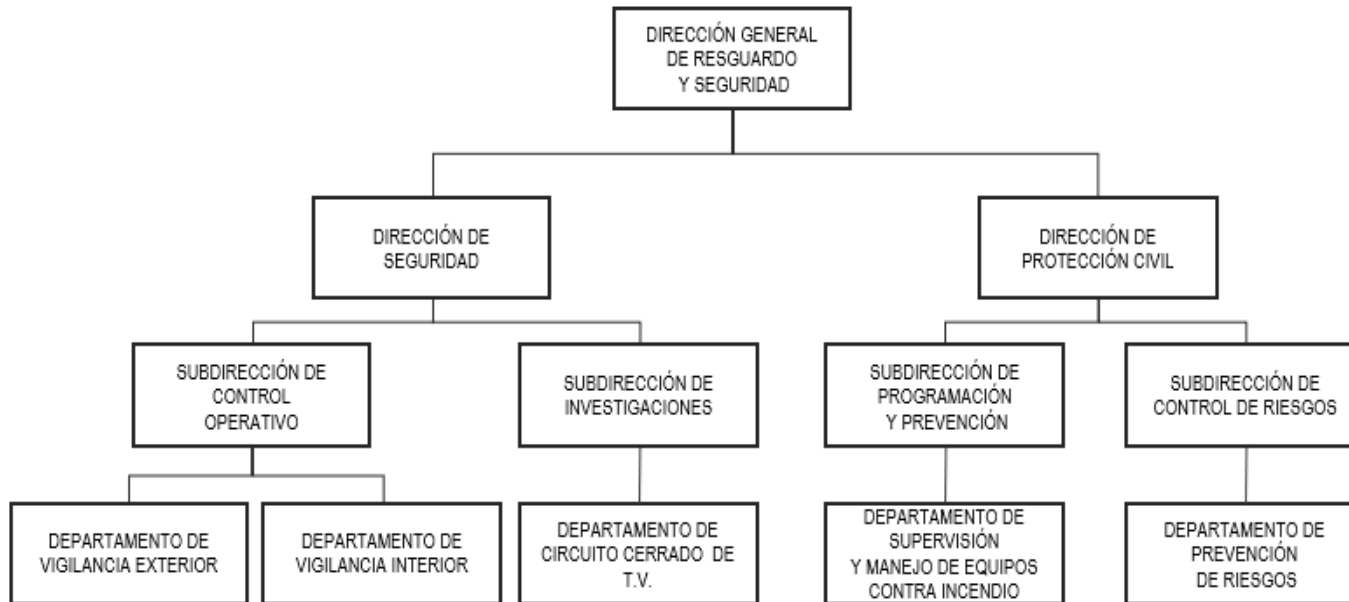 DIRECCIÓN GENERAL
DE RESGUARDO
Y SEGURIDAD
DIRECCIÓN DE
SEGURIDAD
DIRECCIÓN DE
PROTECCIÓN CIVIL
SUBDIRECCIÓN DE
CONTROL
OPERATIVO
SUBDIRECCIÓN DE
INVESTIGACIONES
SUBDIRECCIÓN DE
PROGRAMACIÓN
Y PREVENCIÓN
SUBDIRECCIÓN DE
CONTROL DE RIESGOS
DEPARTAMENTO DE
VIGILANCIA EXTERIOR
DEPARTAMENTO DE
VIGILANCIA INTERIOR
DEPARTAMENTO DE
CIRCUITO CERRADO DE
T.V.
DEPARTAMENTO DE
SUPERVISIÓN
Y MANEJO DE EQUIPOS
CONTRA INCENDIO
DEPARTAMENTO DE
PREVENCIÓN
DE RIESGOS